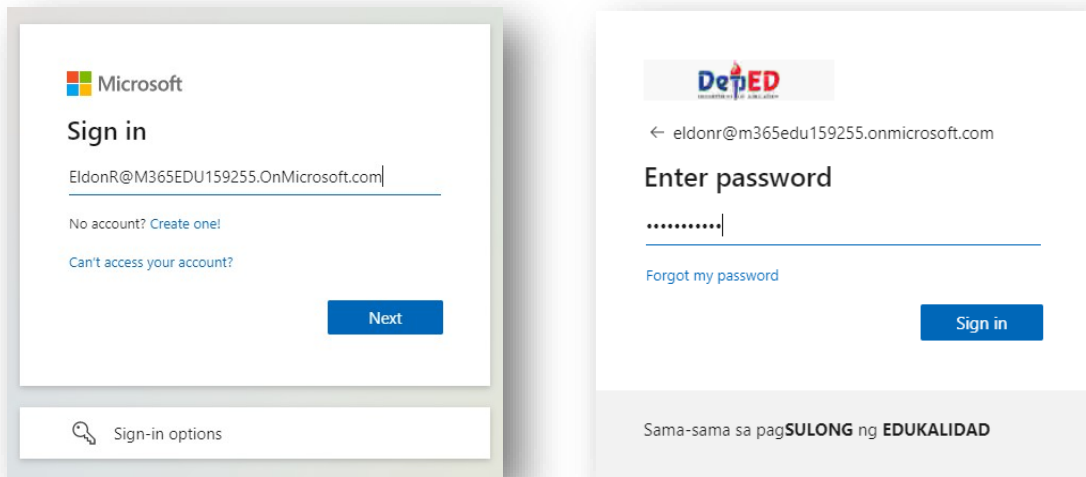 Microsoft
Sign in
EldonR@M365EDU159255.OnMicrosoft.com
No account? Create one!
Can't access your account?
Next
Sign-in options
DepED
← eldonr@m365edu159255.onmicrosoft.com
Enter password
•••••••••••
Forgot my password
Sign in
Sama-sama sa pagSULONG ng EDUKALIDAD